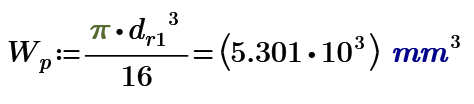 W_p := π·d_r1^3 / 16 = (5.301·10^3) mm^3